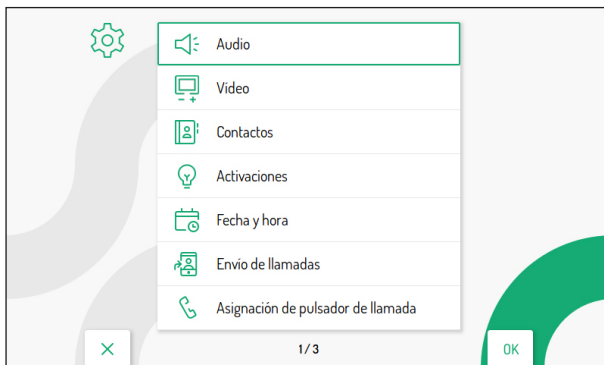 Audio
Video
Contactos
Activaciones
Fecha y hora
Envío de llamadas
Asignación de pulsador de llamada
1/3
OK